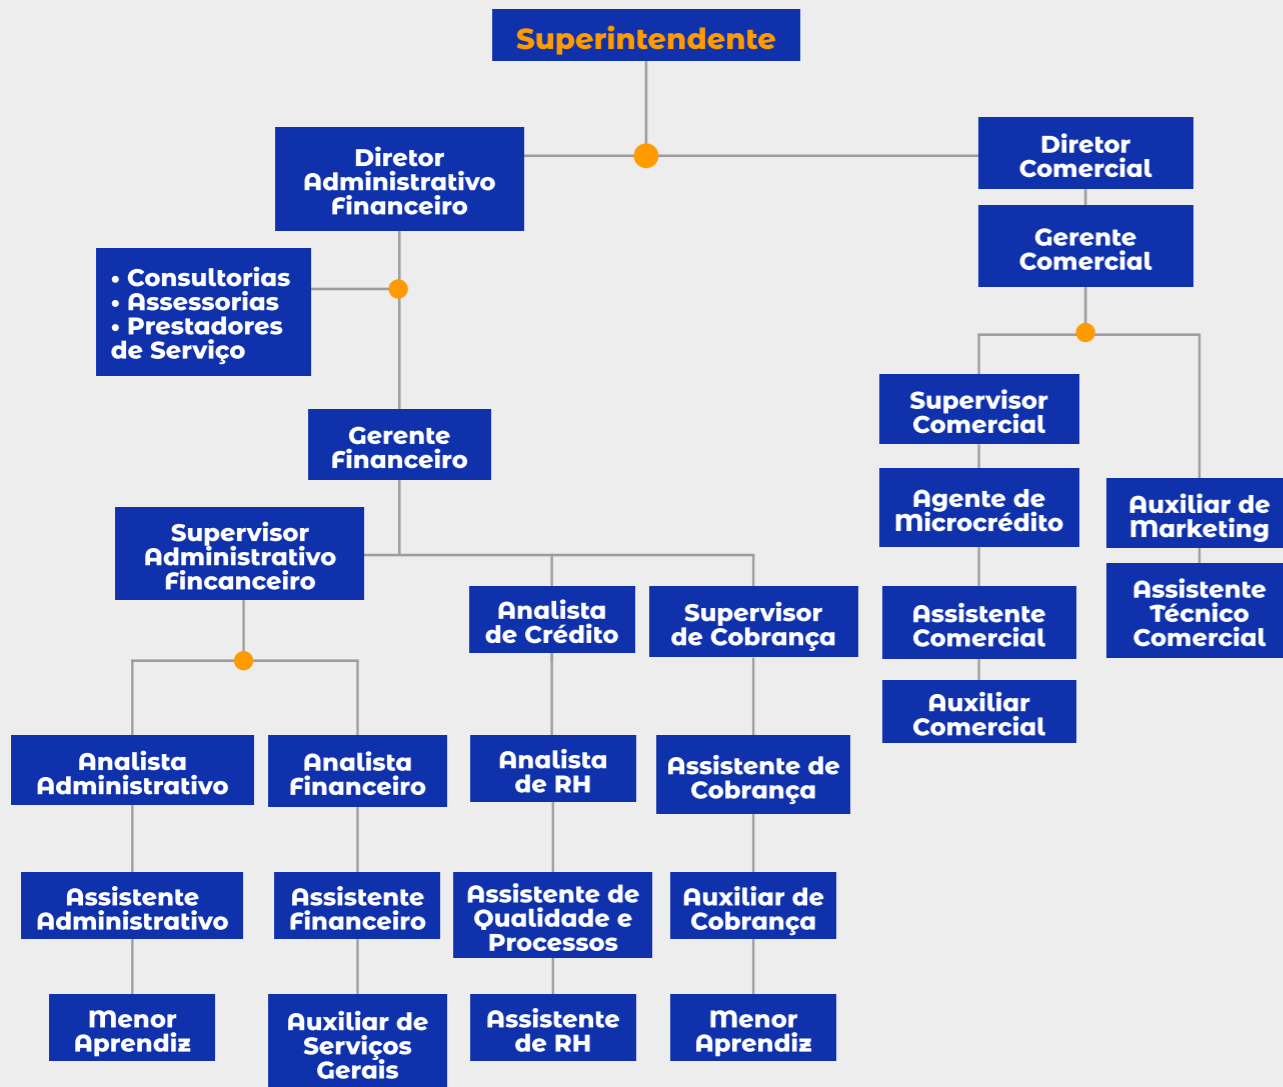 Superintendente
Diretor
Administrativo
Financeiro
Diretor
Comercial
Gerente
Comercial
• Consultorias
• Assessorias
• Prestadores
de Serviço
Supervisor
Comercial
Gerente
Financeiro
Agente de
Microcrédito
Auxiliar de
Marketing
Supervisor
Administrativo
Fincanceiro
Analista
de Crédito
Supervisor
de Cobrança
Assistente
Comercial
Assistente
Técnico
Comercial
Auxiliar
Comercial
Analista
Administrativo
Analista
Financeiro
Analista
de RH
Assistente de
Cobrança
Assistente
Administrativo
Assistente
Financeiro
Assistente de
Qualidade e
Processos
Auxiliar de
Cobrança
Menor
Aprendiz
Auxiliar de
Serviços
Gerais
Assistente
de RH
Menor
Aprendiz